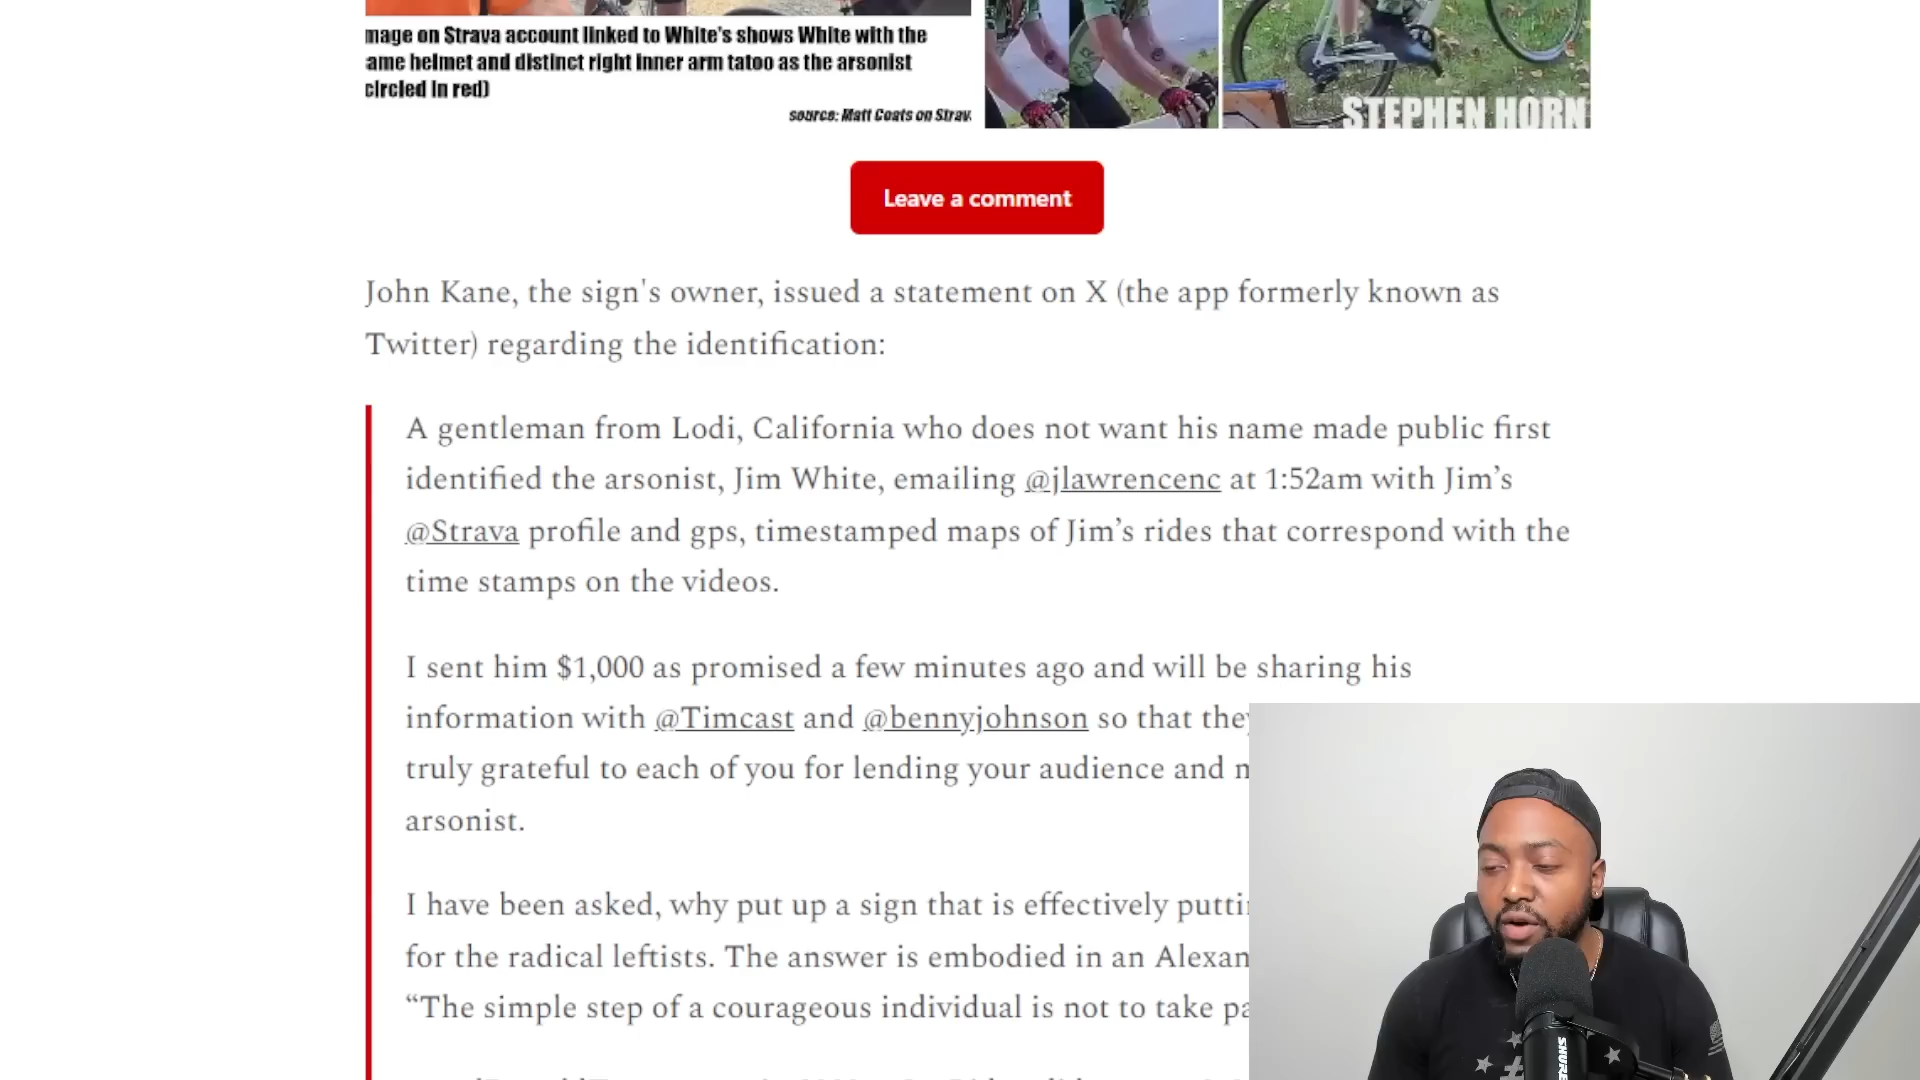 mage on Strava account linked to White's shows White with the
ame helmet and distinct right inner arm tatoo as the arsonist
circled in red)
source: Matt Coats on Strav
STEPHEN HORN
Leave a comment
John Kane, the sign's owner, issued a statement on X (the app formerly known as
Twitter) regarding the identification:
A gentleman from Lodi, California who does not want his name made public first
identified the arsonist, Jim White, emailing @jlawrencenc at 1:52am with Jim’s
@Strava profile and gps, timestamped maps of Jim’s rides that correspond with the
time stamps on the videos.
I sent him $1,000 as promised a few minutes ago and will be sharing his
information with @Timcast and @bennyjohnson so that they
truly grateful to each of you for lending your audience and
arsonist.
I have been asked, why put up a sign that is effectively putti
for the radical leftists. The answer is embodied in an Alexan
“The simple step of a courageous individual is not to take pa
SHURE